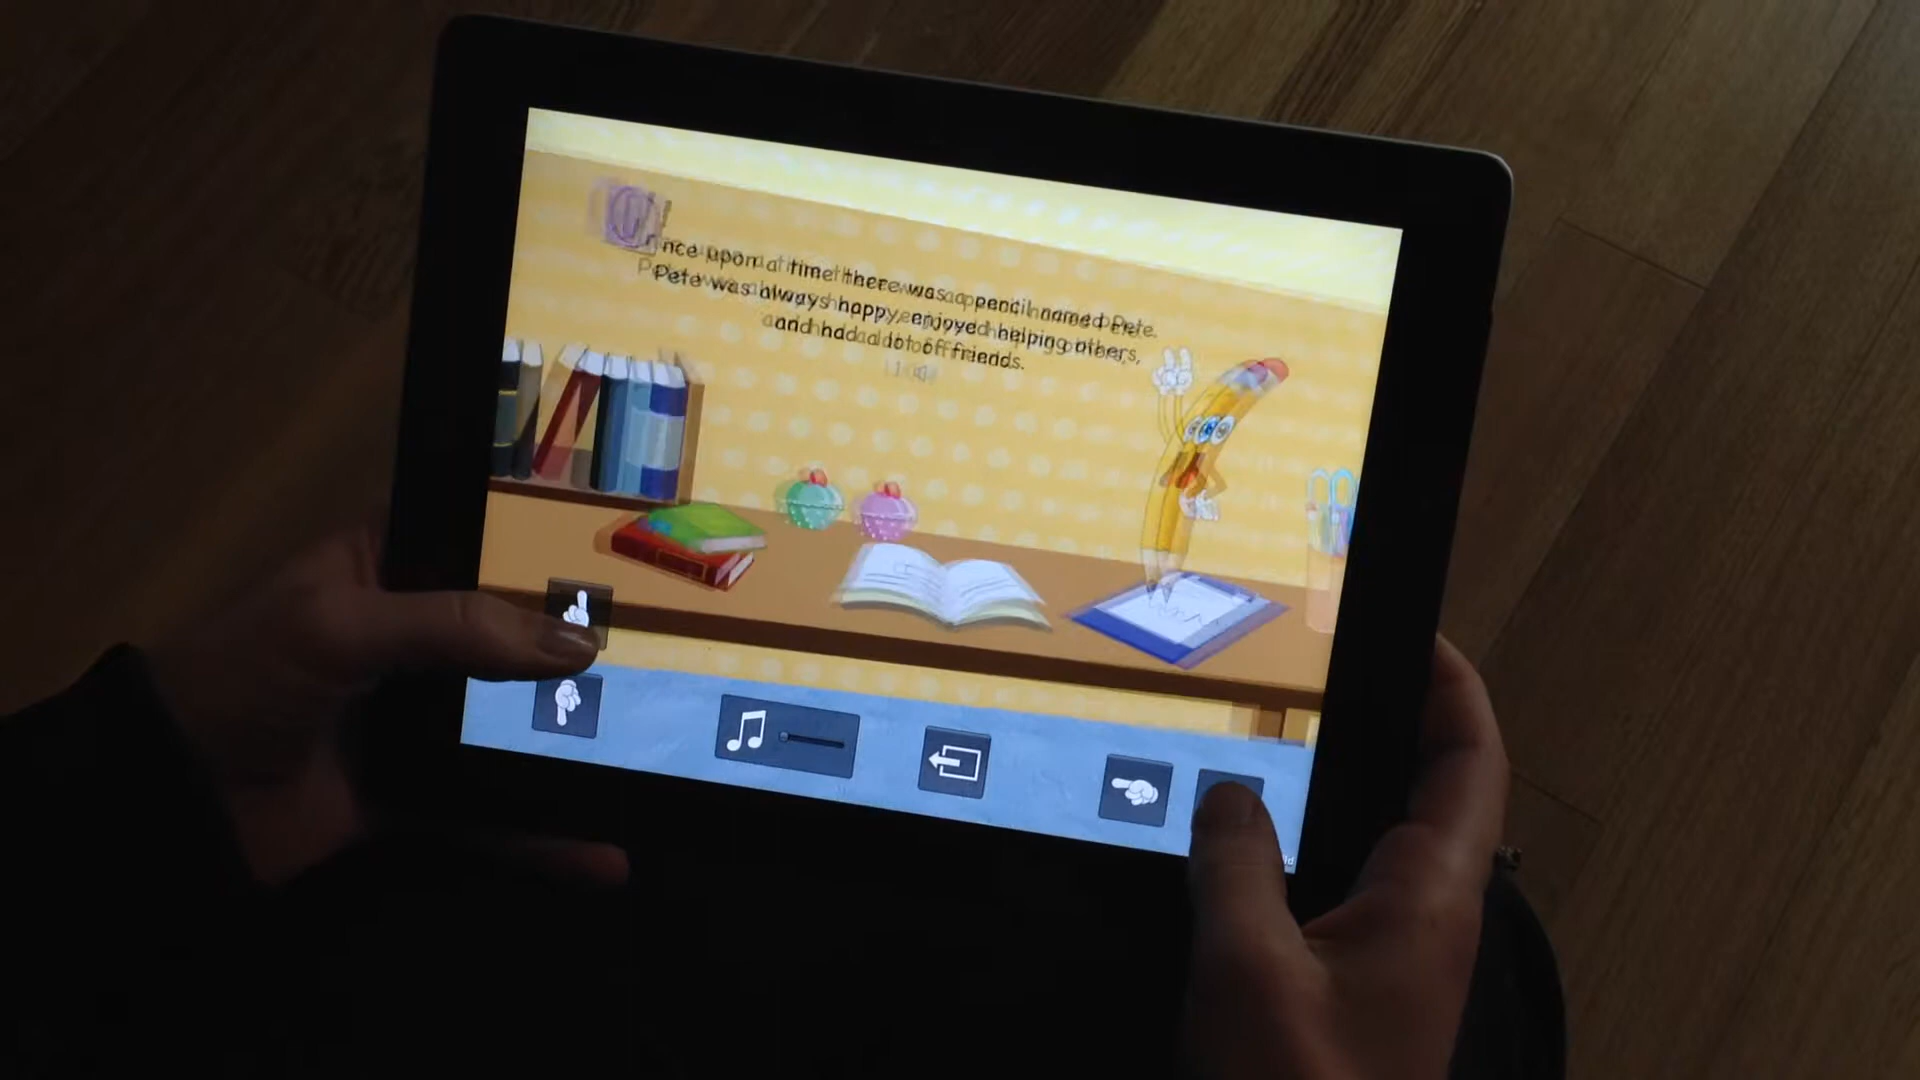 Once upon a time there was a pencil named Pete.
Pete was always happy, enjoyed helping others,
and had a lot of friends.